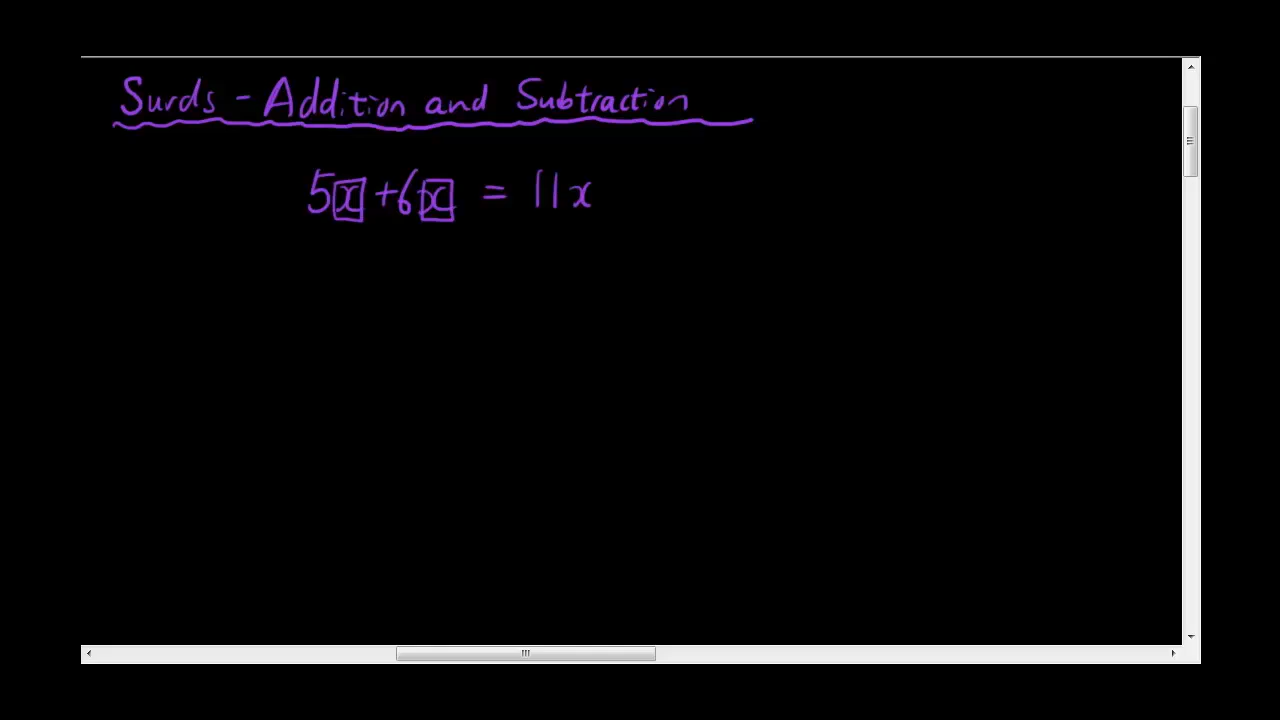 Surds - Addition and Subtraction
5x + 6x = 11x